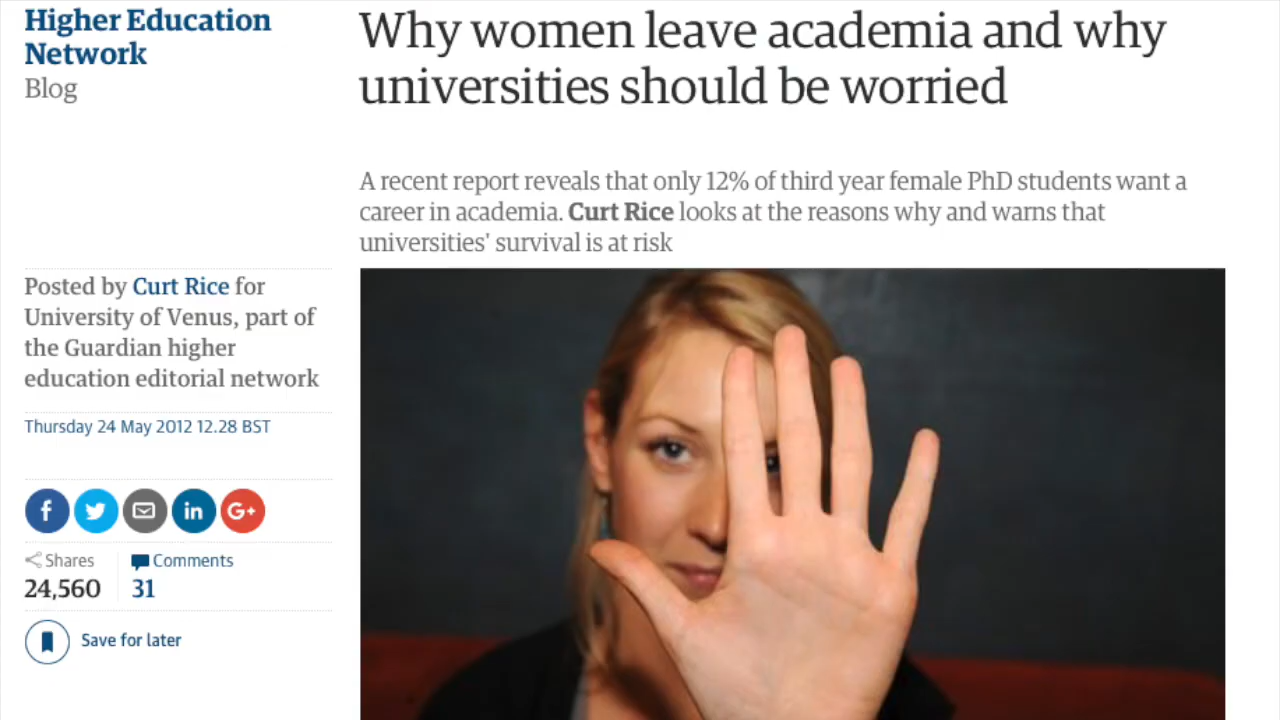 Higher Education
Network
Blog
Why women leave academia and why
universities should be worried
A recent report reveals that only 12% of third year female PhD students want a
career in academia. Curt Rice looks at the reasons why and warns that
universities' survival is at risk
Posted by Curt Rice for
University of Venus, part of
the Guardian higher
education editorial network
Thursday 24 May 2012 12.28 BST
f in G+
Shares Comments
24,560 31
Save for later